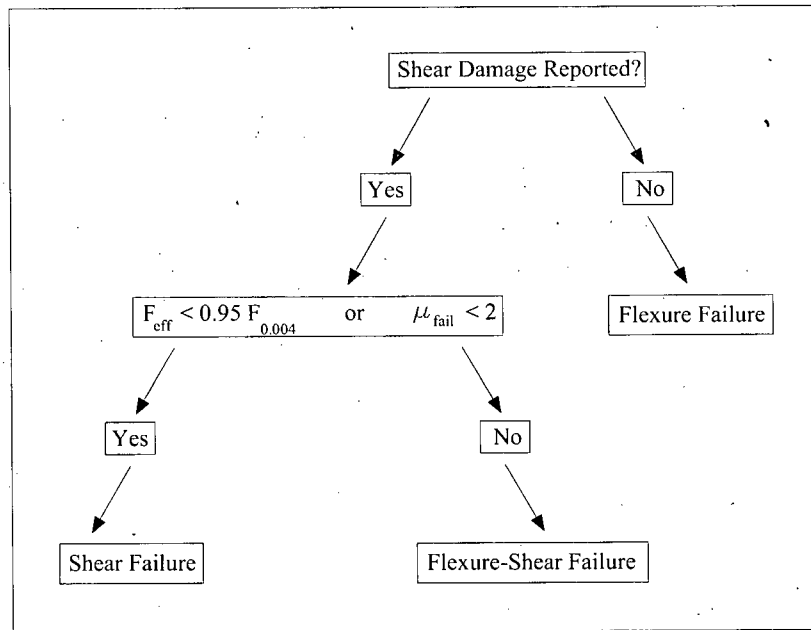 Shear Damage Reported?
Yes
No
F_eff < 0.95 F_0.004 or μ_fail < 2
Flexure Failure
Yes
No
Shear Failure
Flexure-Shear Failure